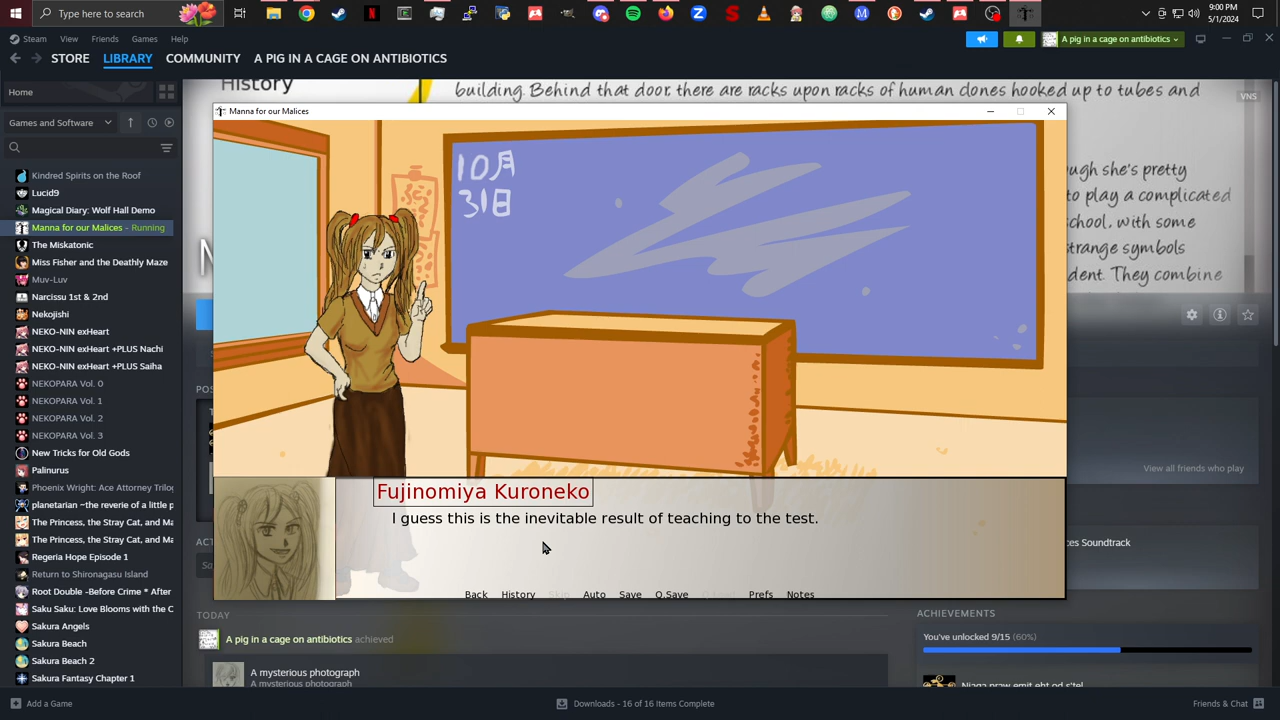 9:00 PM
5/1/2024
Steam View Friends Games Help
A pig in a cage on antibiotics
STORE LIBRARY COMMUNITY A PIG IN A CAGE ON ANTIBIOTICS
Home
Games and Software
Kindred Spirits on the Roof
Lucid9
Magical Diary: Wolf Hall Demo
Manna for our Malices - Running
The Miskatonic
Miss Fisher and the Deathly Maze
Muv-Luv
Narcissu 1st & 2nd
Nekojishi
NEKO-NIN exHeart
NEKO-NIN exHeart +PLUS Nachi
NEKO-NIN exHeart +PLUS Saiha
NEKOPARA Vol. 0
NEKOPARA Vol. 1
NEKOPARA Vol. 2
NEKOPARA Vol. 3
New Tricks for Old Dogs
Palinurus
Phoenix Wright: Ace Attorney Trilog
planetarian ~the reverie of a little p
The Princess, the Stray Cat, and Ma
The Princess, the Stray Cat, and Ma
Regeria Hope Episode 1
Return to Shironagasu Island
Root Double -Before Crime * After
Saku Saku: Love Blooms with the C
Sakura Angels
Sakura Beach
Sakura Beach 2
Sakura Fantasy Chapter 1
Add a Game
History
building. Behind that door, there are racks upon racks of human clones hooked up to tubes and
VNS
ugh she's pretty
to play a complicated
school, with some
strange symbols
dent. They combine
Manna for our Malices
10月
31日
Fujinomiya Kuroneko
I guess this is the inevitable result of teaching to the test.
Back History Skip Auto Save Q.Save Q.Load Prefs Notes
View all friends who play
ces Soundtrack
TODAY
A pig in a cage on antibiotics achieved
A mysterious photograph
A mysterious photograph
ACHIEVEMENTS
You've unlocked 9/15 (60%)
Niaga praw emit eht od s'tel
Downloads - 16 of 16 Items Complete
Friends & Chat